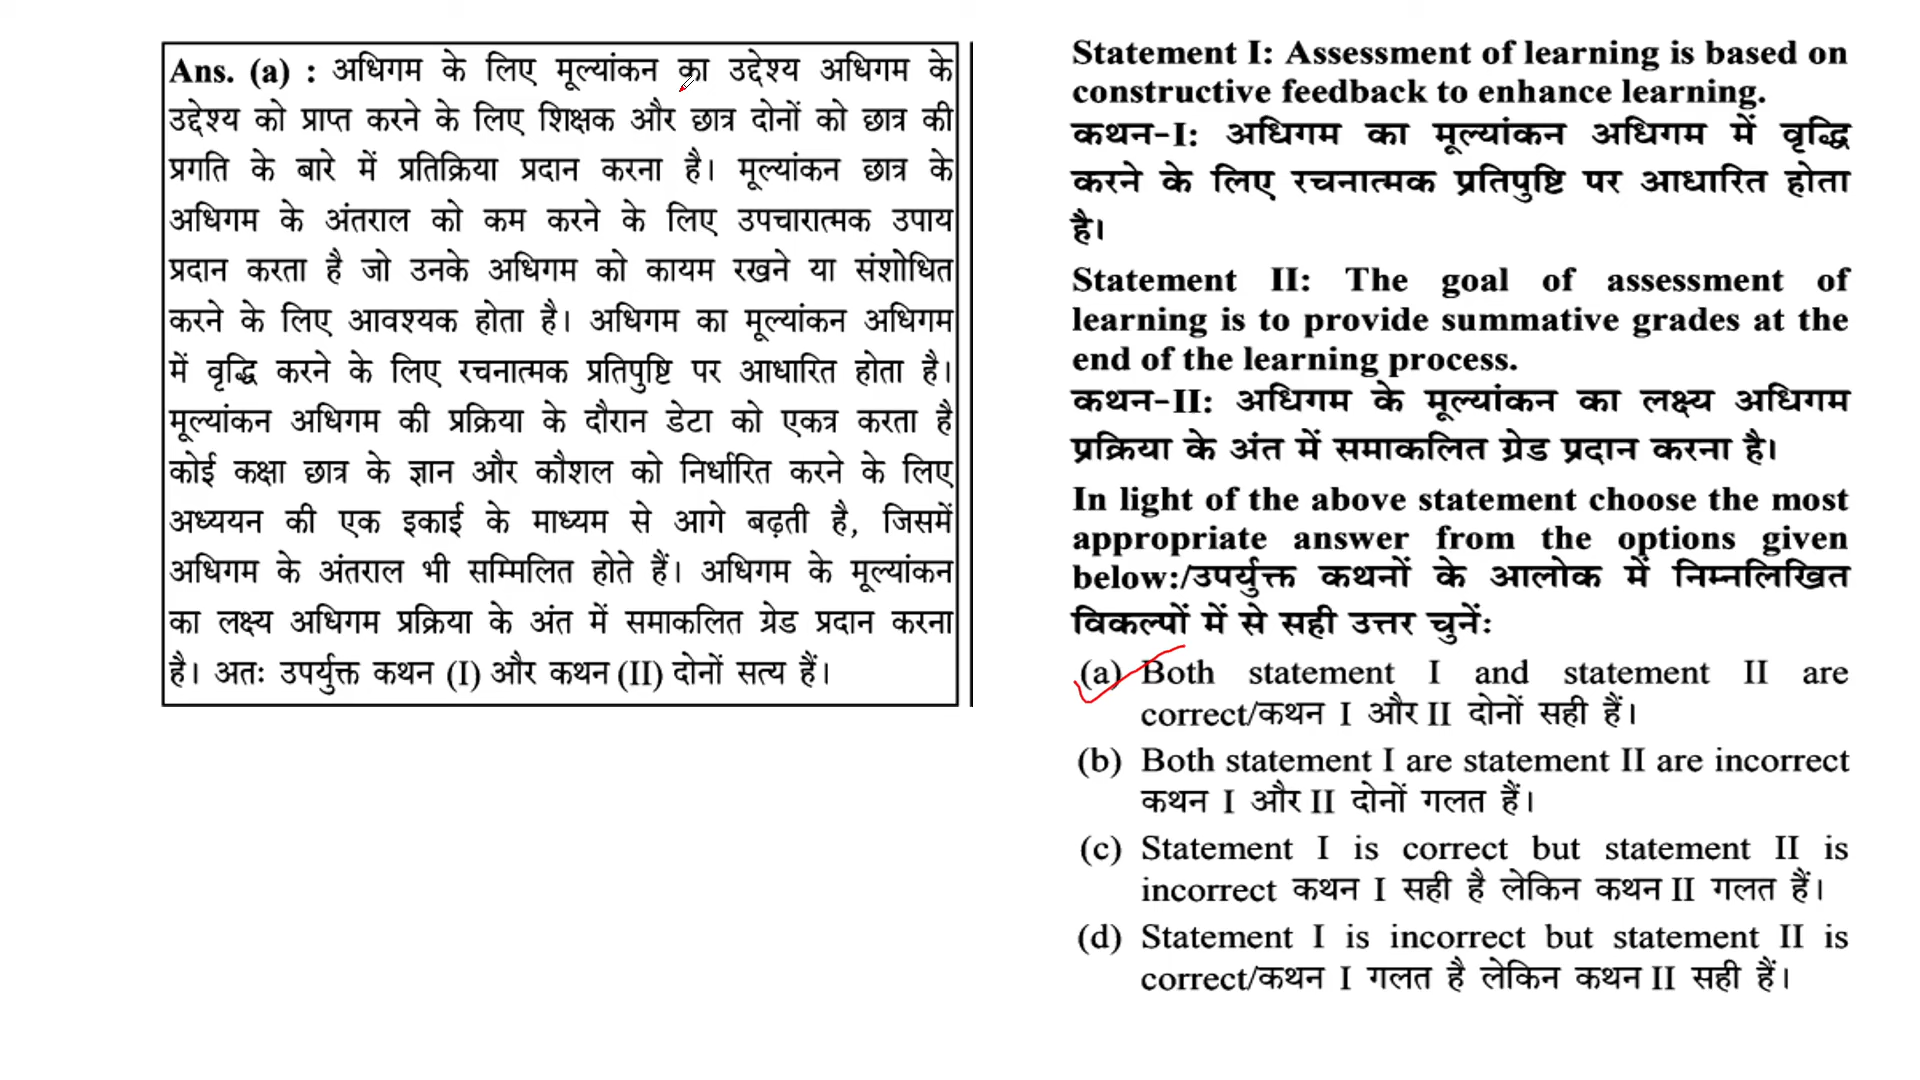 Ans. (a) : अधिगम के लिए मूल्यांकन का उद्देश्य अधिगम के
उद्देश्य को प्राप्त करने के लिए शिक्षक और छात्र दोनों को छात्र की
प्रगति के बारे में प्रतिक्रिया प्रदान करना है। मूल्यांकन छात्र के
अधिगम के अंतराल को कम करने के लिए उपचारात्मक उपाय
प्रदान करता है जो उनके अधिगम को कायम रखने या संशोधित
करने के लिए आवश्यक होता है। अधिगम का मूल्यांकन अधिगम
में वृद्धि करने के लिए रचनात्मक प्रतिपुष्टि पर आधारित होता है।
मूल्यांकन अधिगम की प्रक्रिया के दौरान डेटा को एकत्र करता है
कोई कक्षा छात्र के ज्ञान और कौशल को निर्धारित करने के लिए
अध्ययन की एक इकाई के माध्यम से आगे बढ़ती है, जिसमें
अधिगम के अंतराल भी सम्मिलित होते हैं। अधिगम के मूल्यांकन
का लक्ष्य अधिगम प्रक्रिया के अंत में समाकलित ग्रेड प्रदान करना
है। अतः उपर्युक्त कथन (I) और कथन (II) दोनों सत्य हैं।
Statement I: Assessment of learning is based on
constructive feedback to enhance learning.
कथन-I: अधिगम का मूल्यांकन अधिगम में वृद्धि
करने के लिए रचनात्मक प्रतिपुष्टि पर आधारित होता
है।
Statement II: The goal of assessment of
learning is to provide summative grades at the
end of the learning process.
कथन-II: अधिगम के मूल्यांकन का लक्ष्य अधिगम
प्रक्रिया के अंत में समाकलित ग्रेड प्रदान करना है।
In light of the above statement choose the most
appropriate answer from the options given
below:/उपर्युक्त कथनों के आलोक में निम्नलिखित
विकल्पों में से सही उत्तर चुनें:
(a) Both statement I and statement II are
correct/कथन I और II दोनों सही हैं।
(b) Both statement I are statement II are incorrect
कथन I और II दोनों गलत हैं।
(c) Statement I is correct but statement II is
incorrect कथन I सही है लेकिन कथन II गलत हैं।
(d) Statement I is incorrect but statement II is
correct/कथन I गलत है लेकिन कथन II सही हैं।